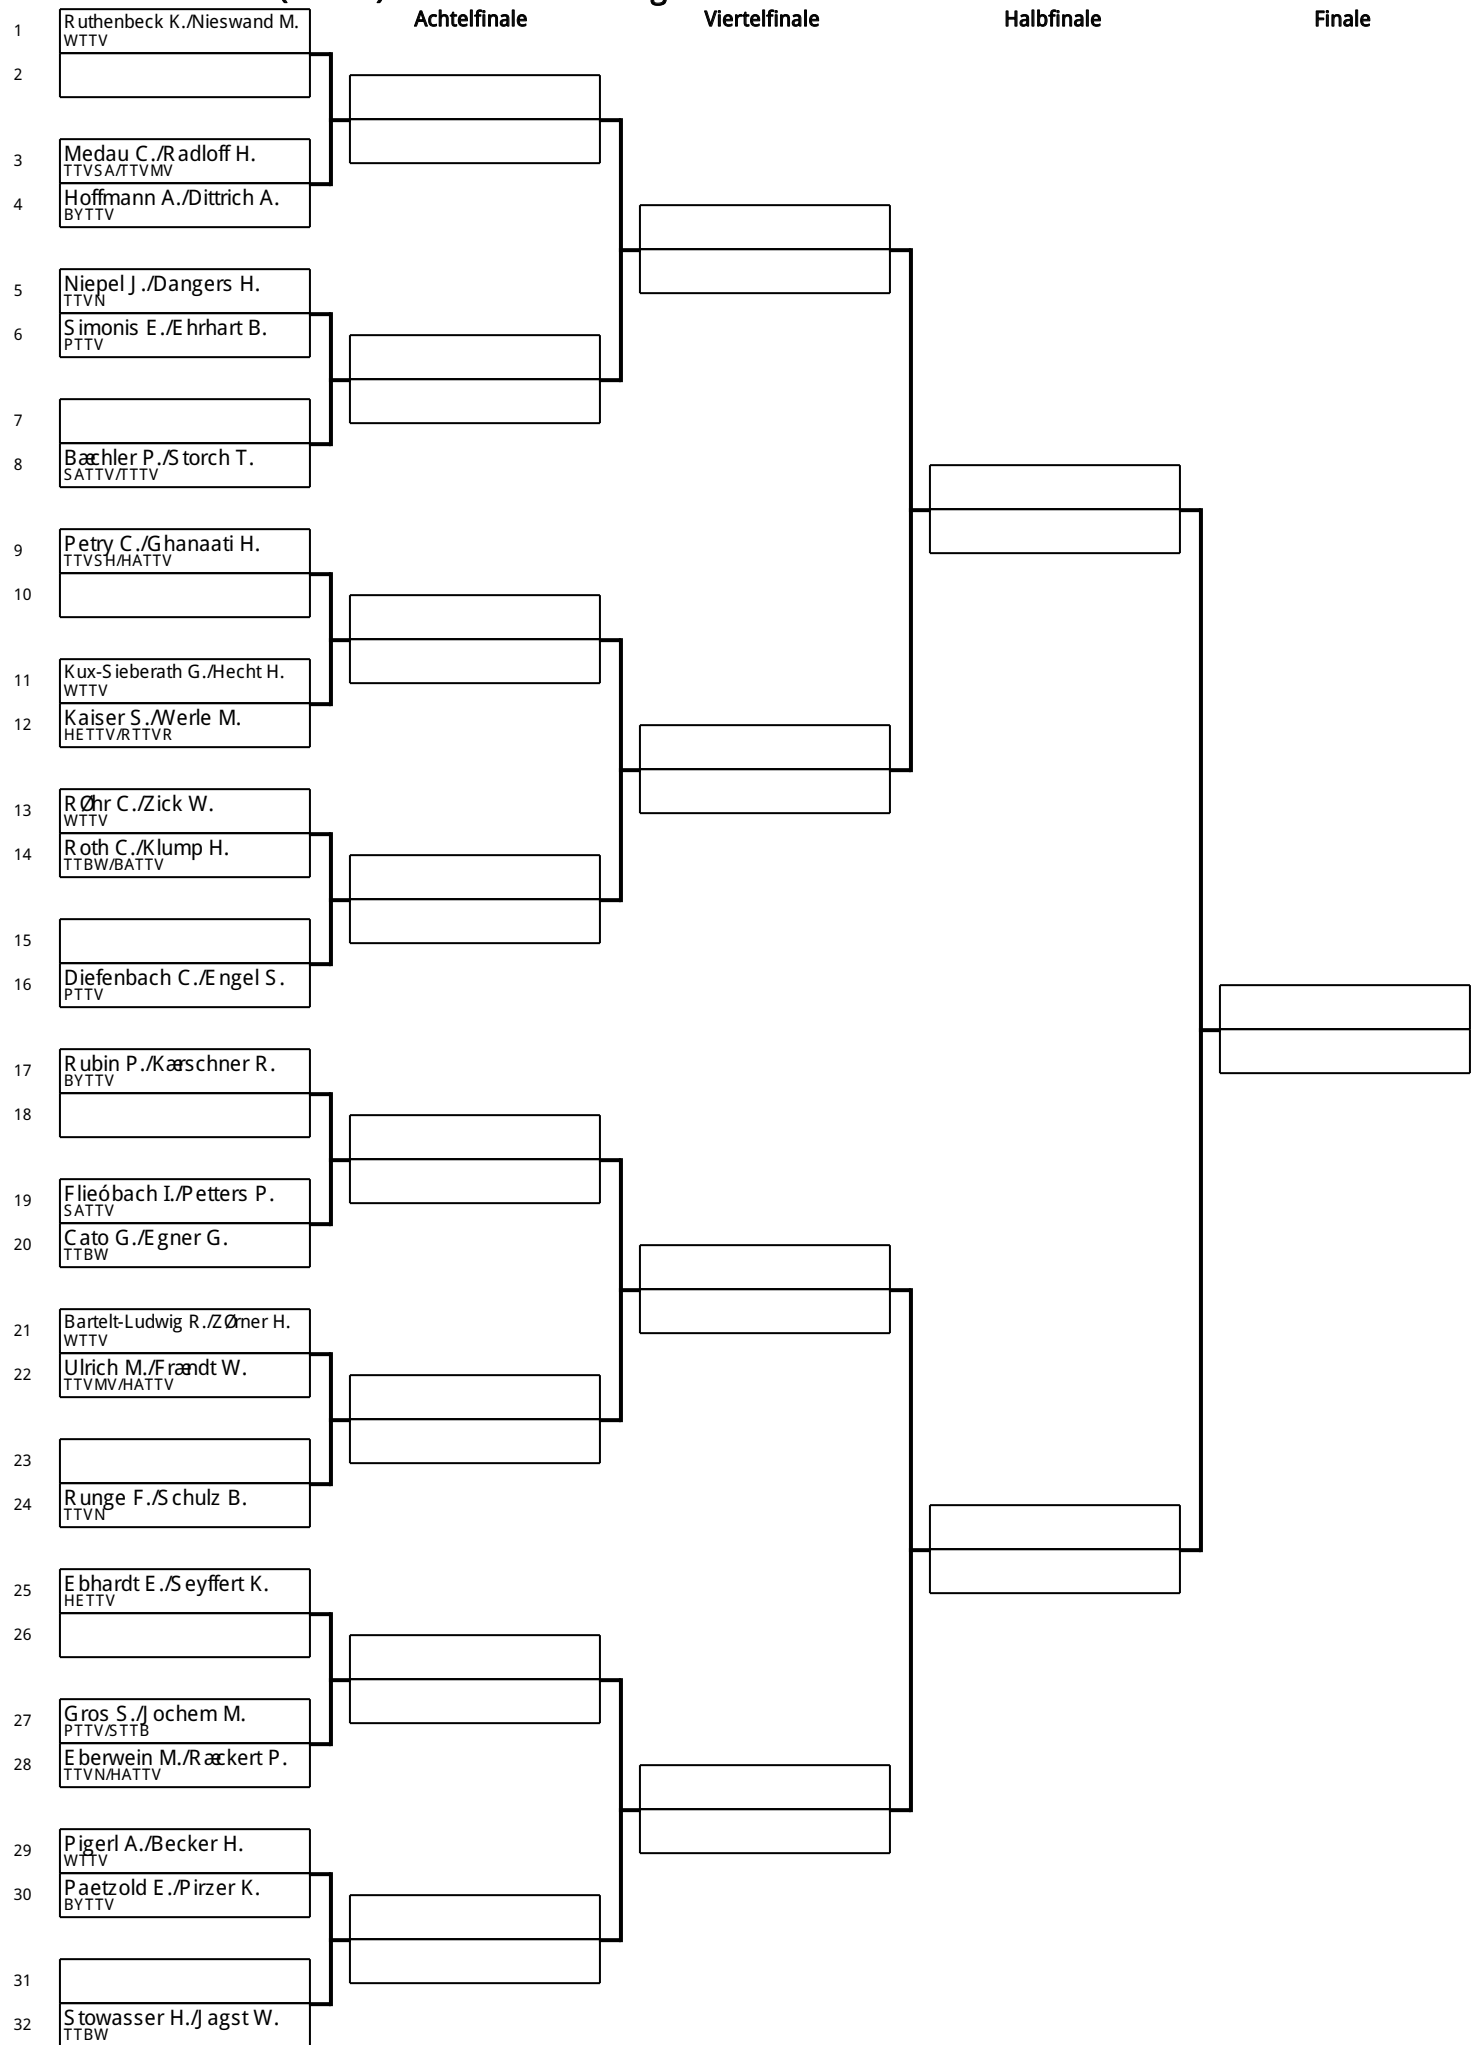 Achtelfinale Viertelfinale Halbfinale Finale
1 Ruthenbeck K./Nieswand M.
WTTV
2
3 Medau C./Radloff H.
TTVSA/TTVMV
4 Hoffmann A./Dittrich A.
BYTTV
5 Niepel J./Dangers H.
TTVN
6 Simonis E./Ehrhart B.
PTTV
7
8 Bæchler P./Storch T.
SATTV/TTTV
9 Petry C./Ghanaati H.
TTVSH/HATTV
10
11 Kux-Sieberath G./Hecht H.
WTTV
12 Kaiser S./Werle M.
HETTV/RTTVR
13 RØhr C./Zick W.
WTTV
14 Roth C./Klump H.
TTBW/BATTV
15
16 Diefenbach C./Engel S.
PTTV
17 Rubin P./Kærschner R.
BYTTV
18
19 Flieóbach I./Petters P.
SATTV
20 Cato G./Egner G.
TTBW
21 Bartelt-Ludwig R./ZØrner H.
WTTV
22 Ulrich M./Frændt W.
TTVMV/HATTV
23
24 Runge F./Schulz B.
TTVN
25 Ebhardt E./Seyffert K.
HETTV
26
27 Gros S./Jochem M.
PTTV/STTB
28 Eberwein M./Ræckert P.
TTVN/HATTV
29 Pigerl A./Becker H.
WTTV
30 Paetzold E./Pirzer K.
BYTTV
31
32 Stowasser H./Jagst W.
TTBW